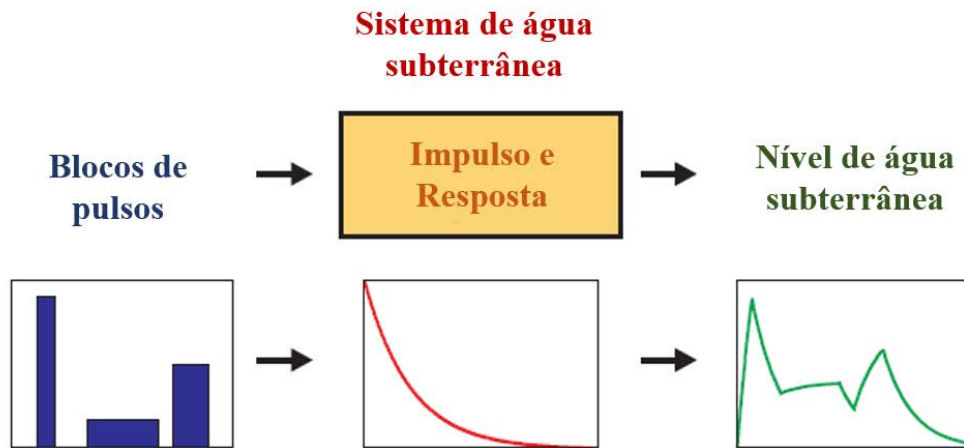 Sistema de água
subterrânea
Blocos de
pulsos
Impulso e
Resposta
Nível de água
subterrânea